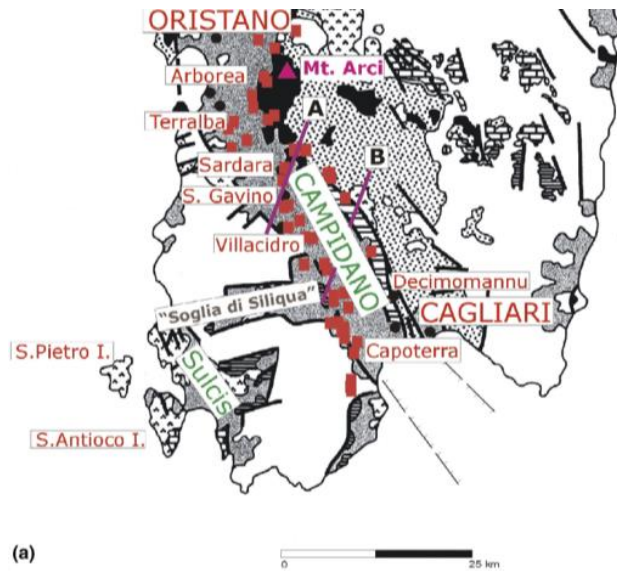 ORISTANO
Mt. Arci
Arborea
A
Terralba
B
Sardara
S. Gavino
CAMPIDANO
Villacidro
Decimomannu
"Soglia di Siliqua"
CAGLIARI
S.Pietro I.
Capoterra
Sulcis
S.Antioco I.
(a)
0 25 km